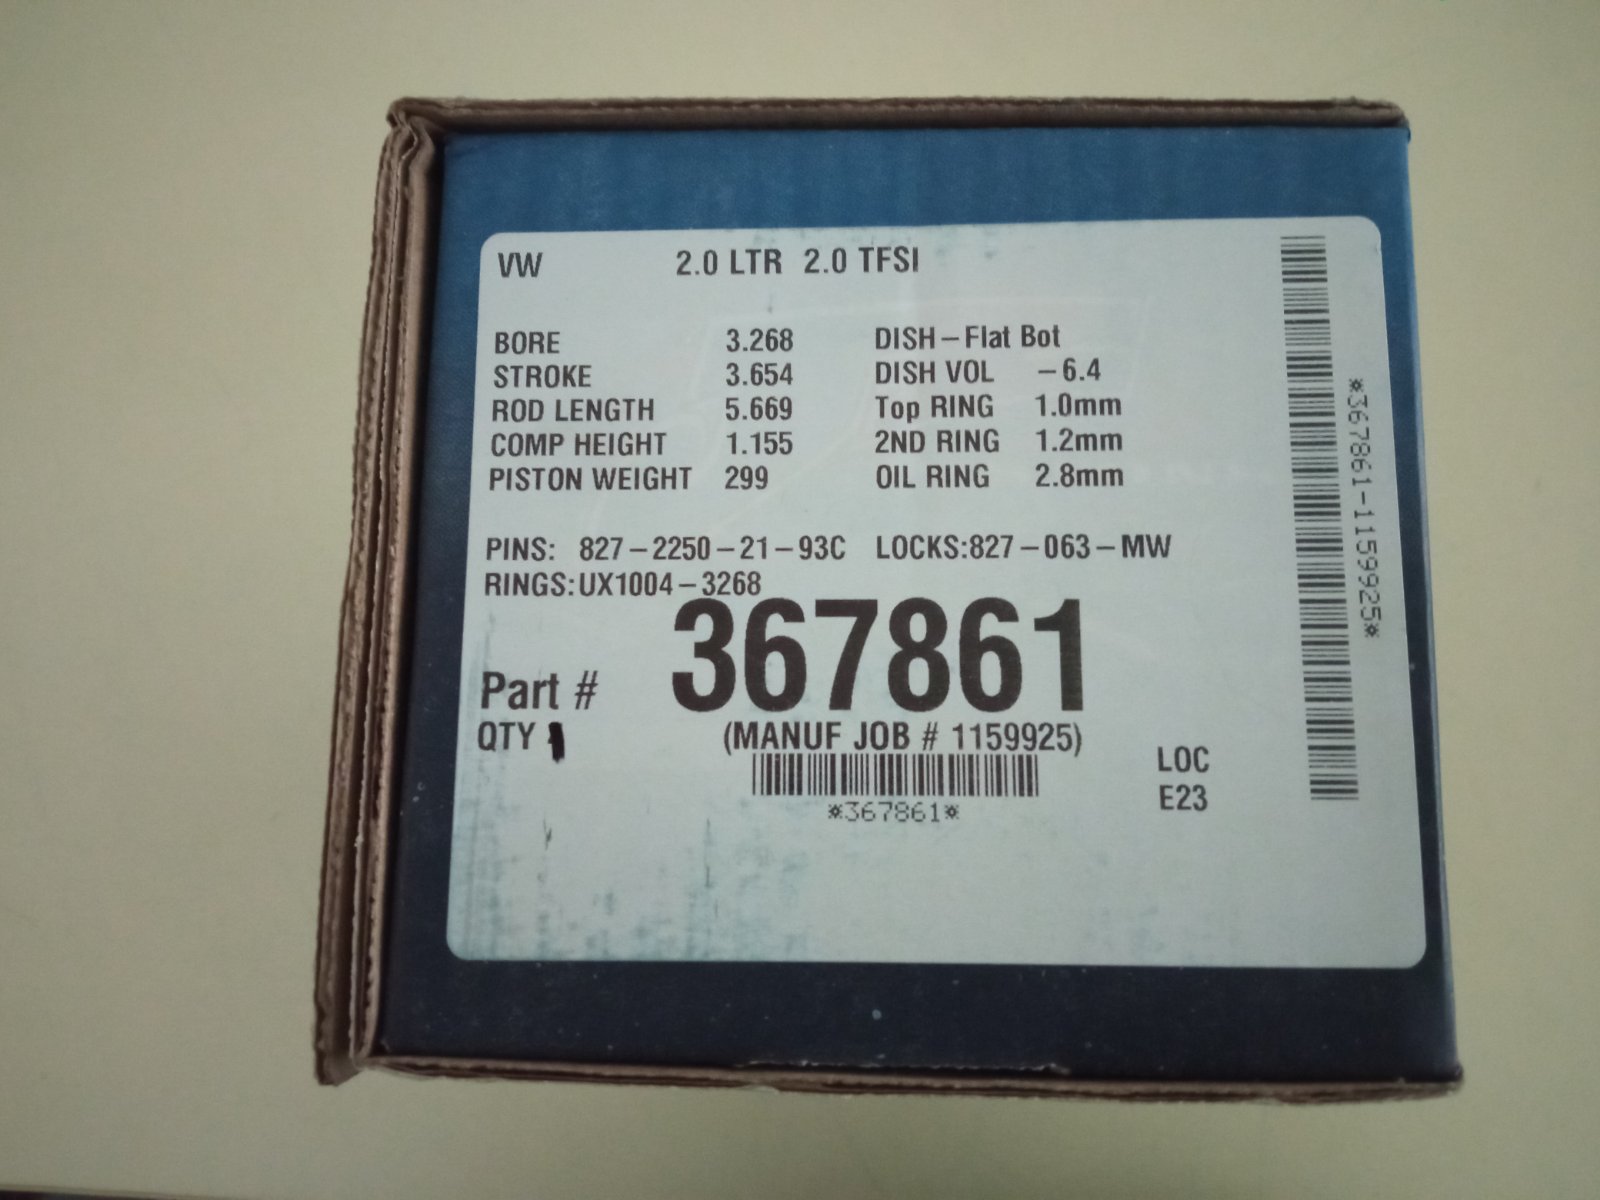 VW 2.0 LTR 2.0 TFSI
BORE 3.268 DISH-Flat Bot
STROKE 3.654 DISH VOL -6.4
ROD LENGTH 5.669 Top RING 1.0mm
COMP HEIGHT 1.155 2ND RING 1.2mm
PISTON WEIGHT 299 OIL RING 2.8mm
PINS: 827-2250-21-93C LOCKS:827-063-MW
RINGS:UX1004-3268
Part # 367861
QTY
(MANUF JOB # 1159925)
*367861*
LOC
E23
*367861-1159925*